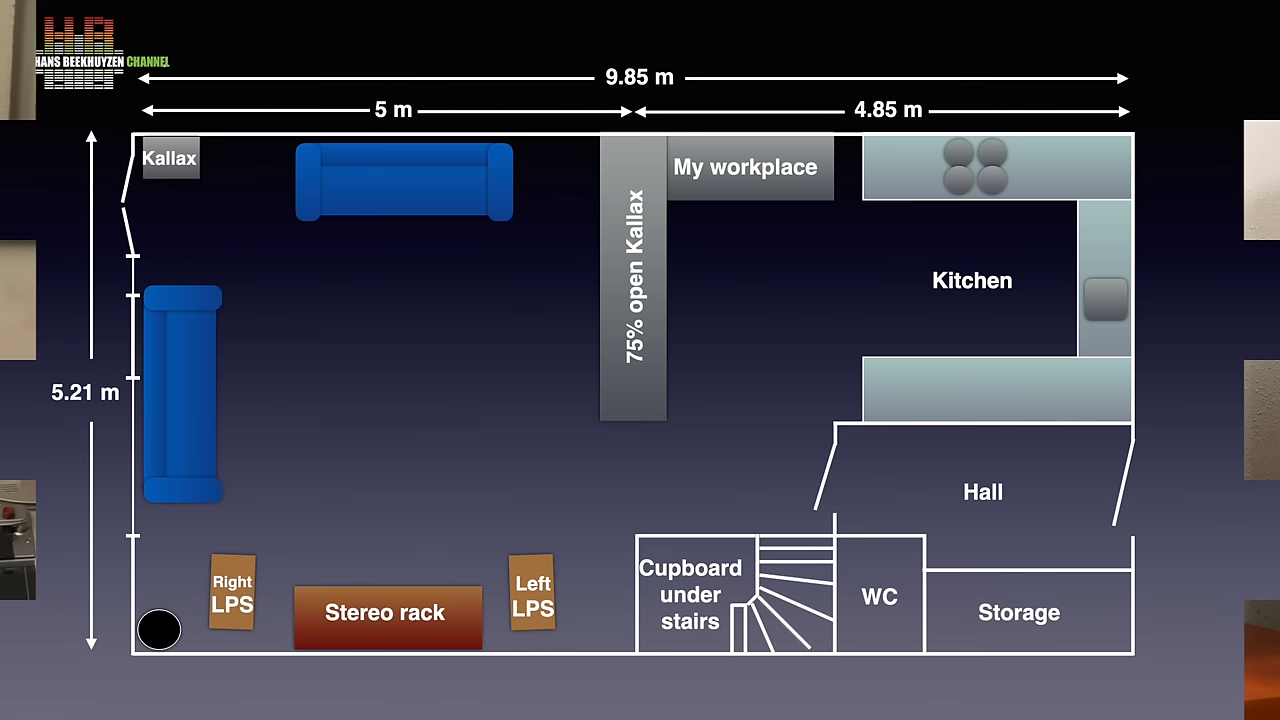 HANS BEEKHUYZEN CHANNEL
9.85 m
5 m
4.85 m
Kallax
My workplace
75% open Kallax
Kitchen
5.21 m
Hall
Cupboard
under
stairs
Right
LPS
Stereo rack
Left
LPS
WC
Storage